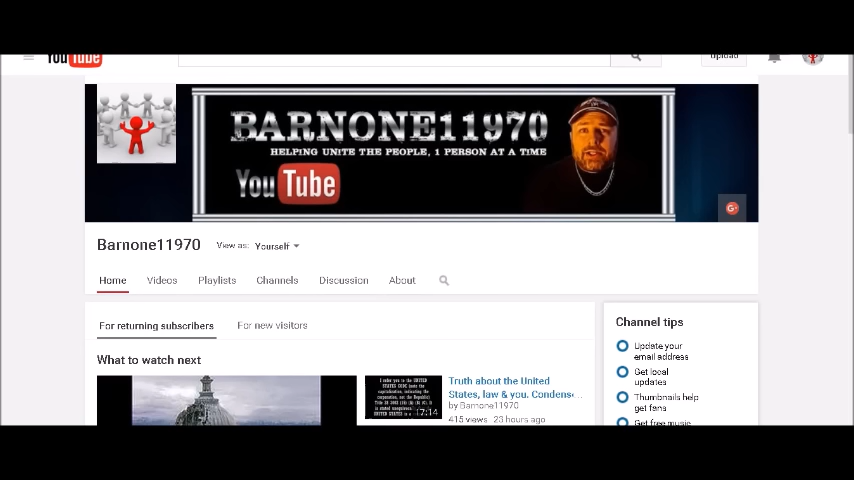 YouTube
Upload
BARNONE11970
HELPING UNITE THE PEOPLE, 1 PERSON AT A TIME
YouTube
G+
Barnone11970
View as: Yourself
Home Videos Playlists Channels Discussion About
For returning subscribers For new visitors
What to watch next
Truth about the United
States, law & you. Condens...
by Barnone11970
415 views 23 hours ago
17:14
Channel tips
Update your
email address
Get local
updates
Thumbnails help
get fans
Get free music